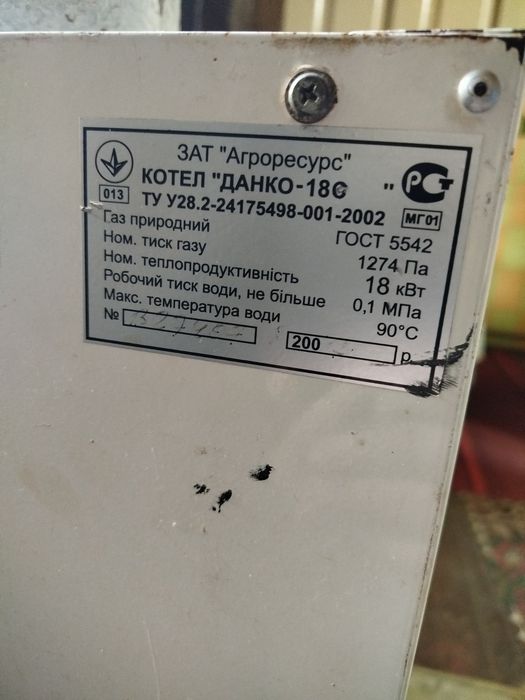 ЗАТ "Агроресурс"
КОТЕЛ "ДАНКО-18С "
013
ТУ У28.2-24175498-001-2002
МГ01
Газ природний ГОСТ 5542
Ном. тиск газу 1274 Па
Ном. теплопродуктивність 18 кВт
Робочий тиск води, не більше 0,1 МПа
Макс. температура води 90°С
№ 200 р.